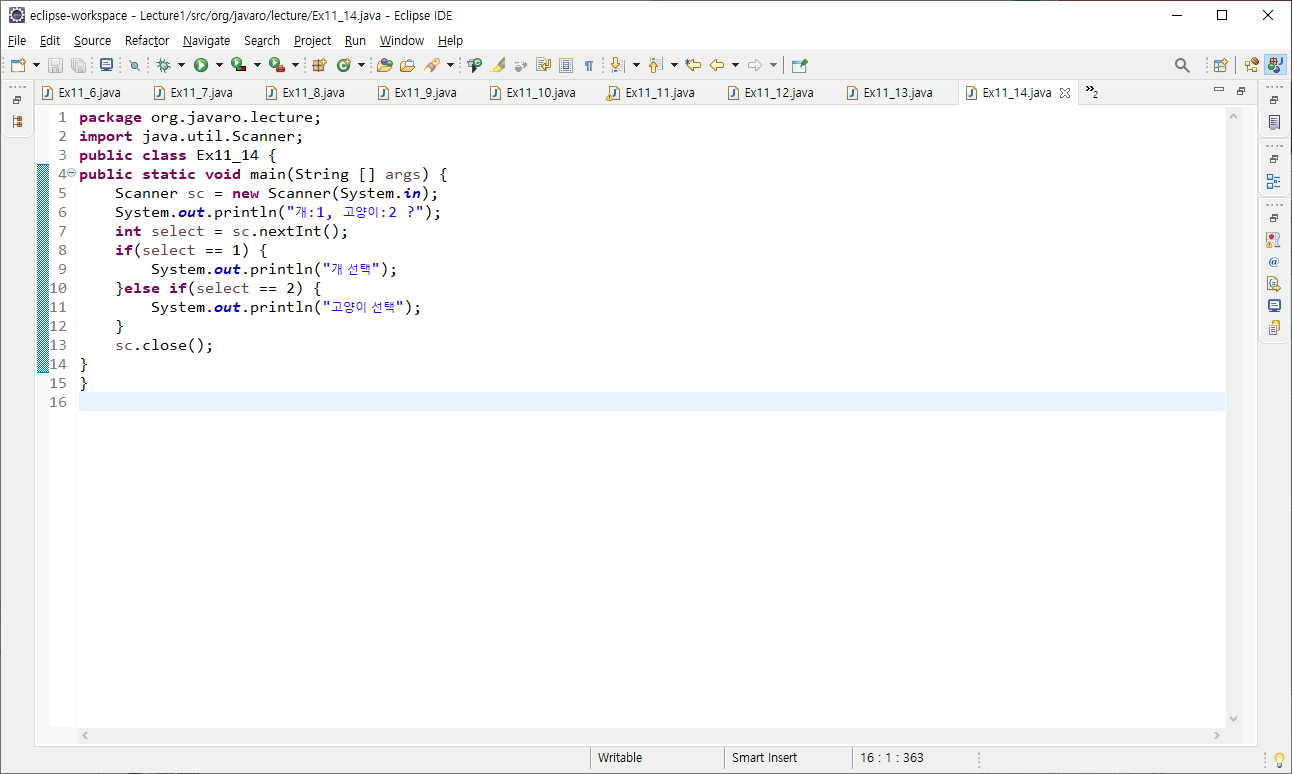 eclipse-workspace - Lecture1/src/org/javaro/lecture/Ex11_14.java - Eclipse IDE
File Edit Source Refactor Navigate Search Project Run Window Help
Ex11_6.java Ex11_7.java Ex11_8.java Ex11_9.java Ex11_10.java Ex11_11.java Ex11_12.java Ex11_13.java Ex11_14.java »2
1 package org.javaro.lecture;
2 import java.util.Scanner;
3 public class Ex11_14 {
4 public static void main(String [] args) {
5 Scanner sc = new Scanner(System.in);
6 System.out.println("개:1, 고양이:2 ?");
7 int select = sc.nextInt();
8 if(select == 1) {
9 System.out.println("개 선택");
10 }else if(select == 2) {
11 System.out.println("고양이 선택");
12 }
13 sc.close();
14 }
15 }
16
Writable Smart Insert 16 : 1 : 363